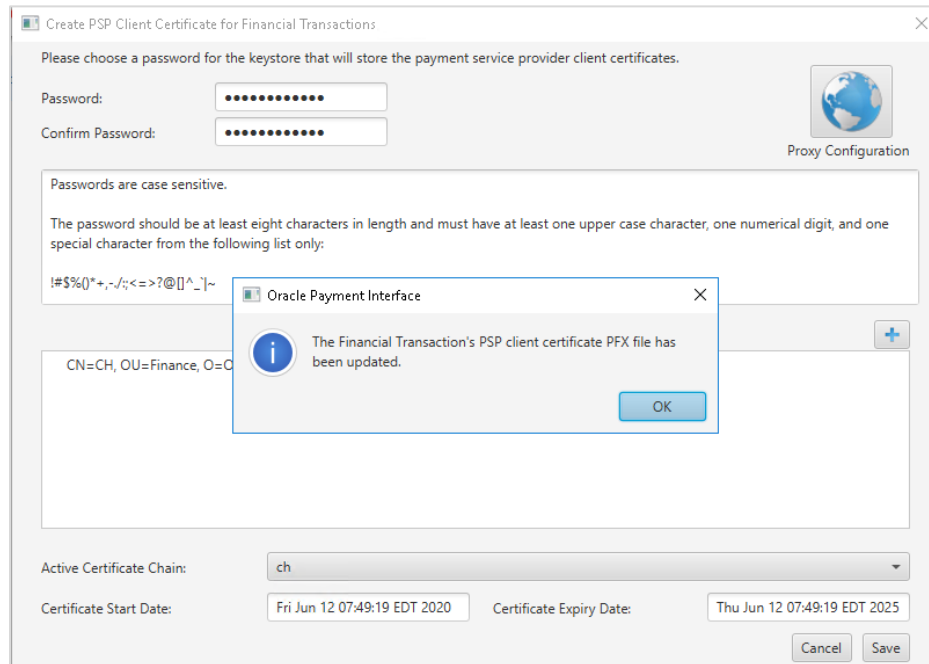 Create PSP Client Certificate for Financial Transactions
Please choose a password for the keystore that will store the payment service provider client certificates.
Password:
●●●●●●●●●●●●
Confirm Password:
●●●●●●●●●●●●
Proxy Configuration
Passwords are case sensitive.
The password should be at least eight characters in length and must have at least one upper case character, one numerical digit, and one
special character from the following list only:
!#$%()*+,-./:;<=>?@[]^_`|~
Oracle Payment Interface
The Financial Transaction's PSP client certificate PFX file has
been updated.
OK
CN=CH, OU=Finance, O=O
Active Certificate Chain:
ch
Certificate Start Date:
Fri Jun 12 07:49:19 EDT 2020
Certificate Expiry Date:
Thu Jun 12 07:49:19 EDT 2025
Cancel
Save